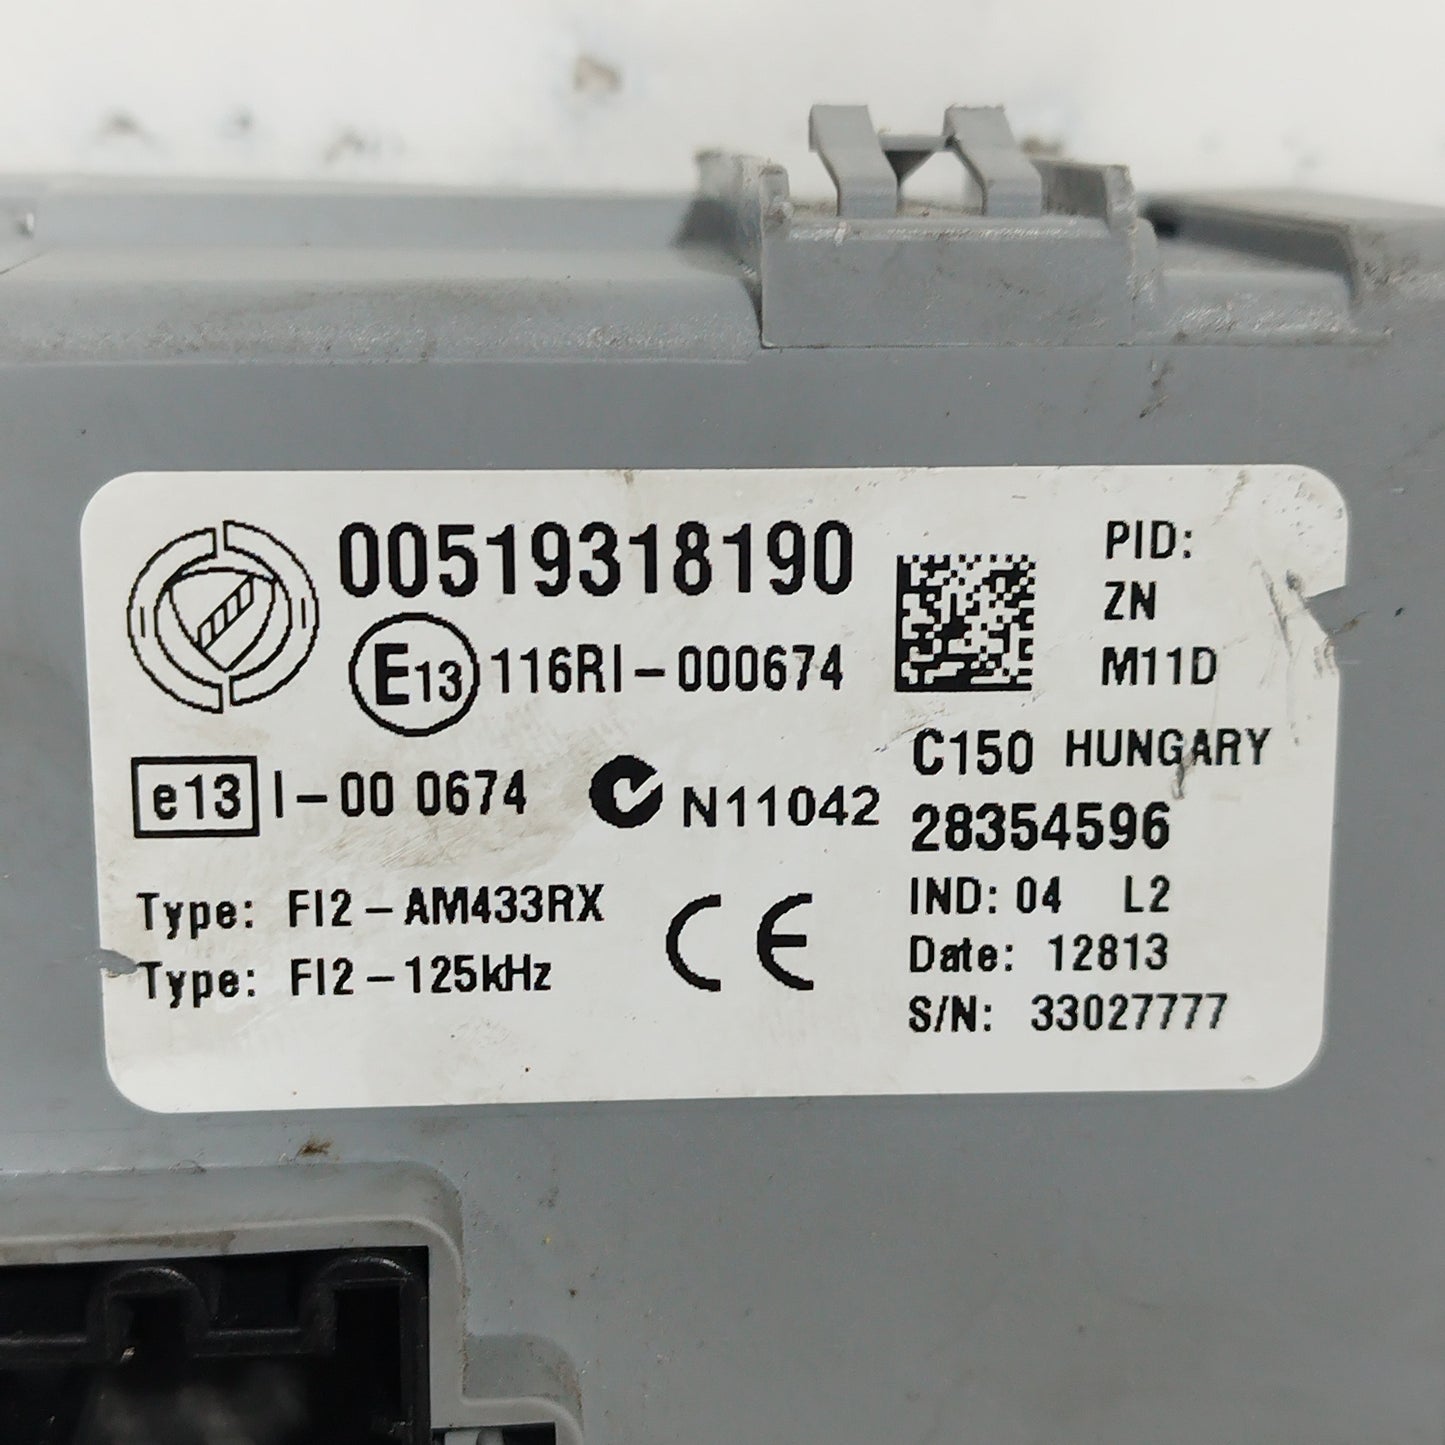 00519318190
E13 116RI-000674
e13 I-00 0674 N11042
Type: FI2-AM433RX
Type: FI2-125kHz
CE
PID:
ZN
M11D
C150 HUNGARY
28354596
IND: 04 L2
Date: 12813
S/N: 33027777